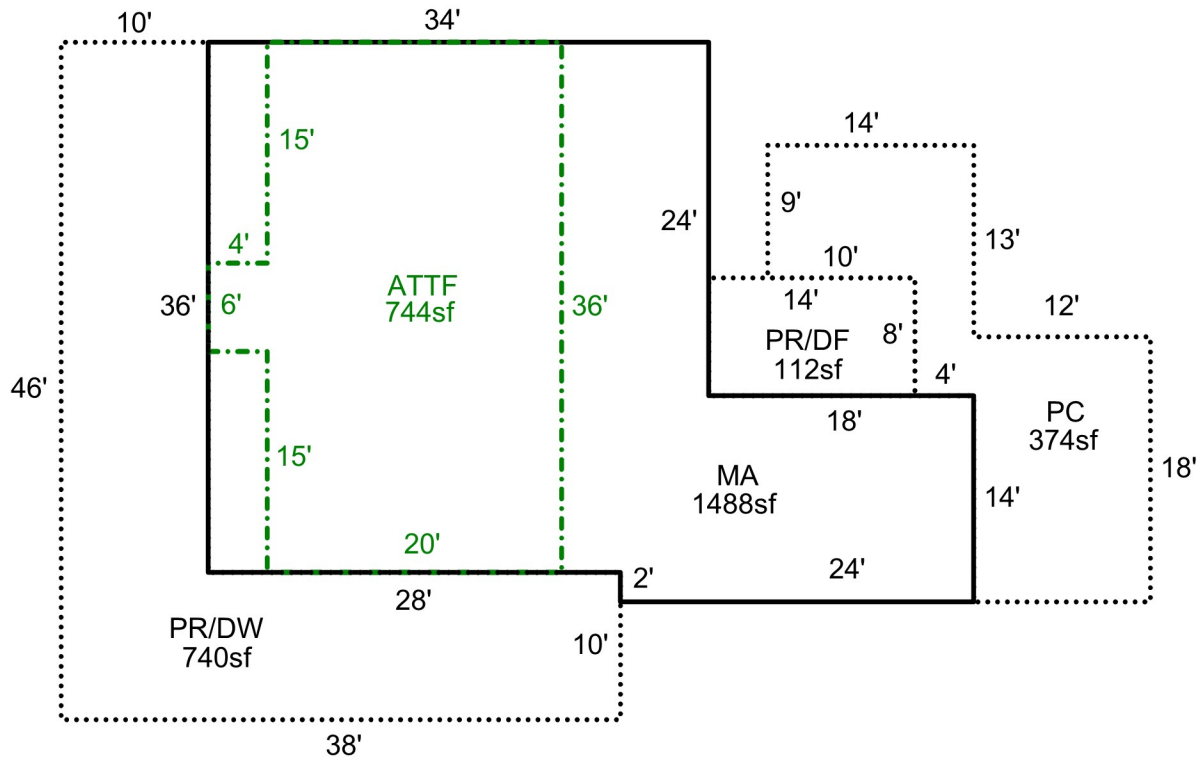 10'
34'
14'
15'
9'
24'
13'
4'
10'
ATTF
744sf
36'
6'
36'
14'
12'
PR/DF
112sf
8'
4'
46'
18'
PC
374sf
15'
MA
1488sf
14'
18'
20'
2'
24'
28'
PR/DW
740sf
10'
38'